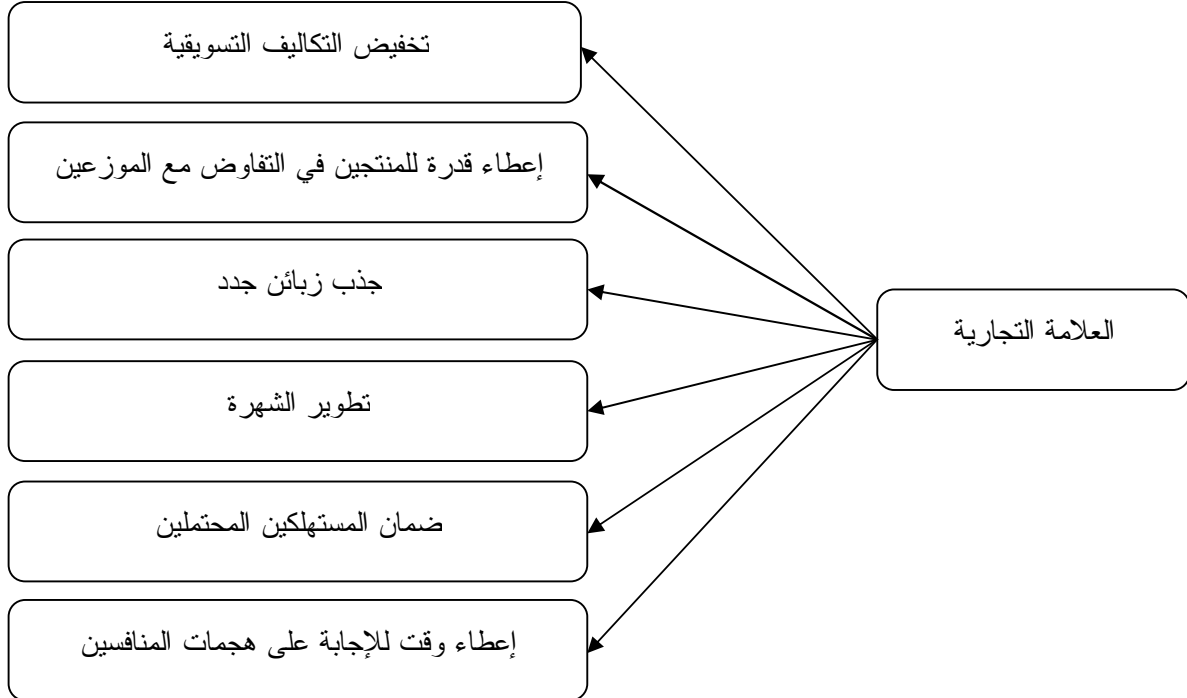 تخفيض التكاليف التسويقية
إعطاء قدرة للمنتجين في التفاوض مع الموزعين
جذب زبائن جدد
العلامة التجارية
تطوير الشهرة
ضمان المستهلكين المحتملين
إعطاء وقت للإجابة على هجمات المنافسين